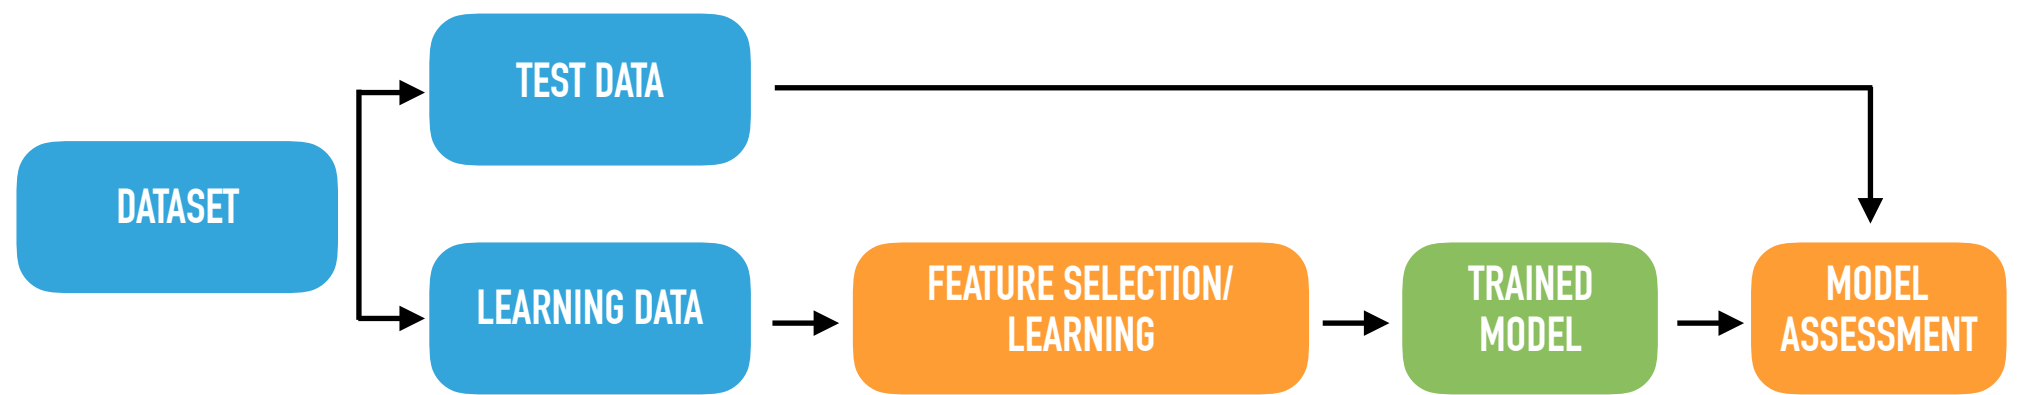 TEST DATA
DATASET
LEARNING DATA
FEATURE SELECTION/
LEARNING
TRAINED
MODEL
MODEL
ASSESSMENT